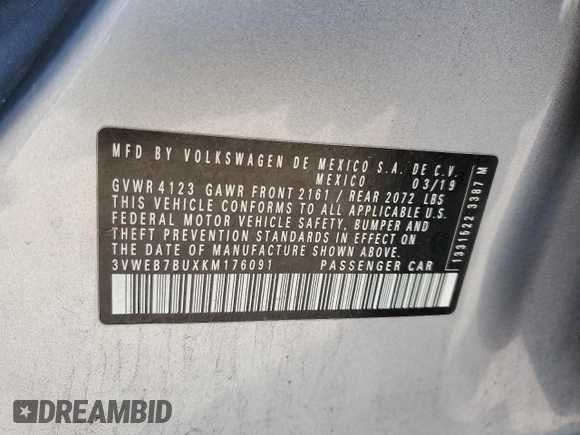 MFD BY VOLKSWAGEN DE MEXICO S.A. DE C.V.
MEXICO 03/19
GVWR 4123 GAWR FRONT 2161 / REAR 2072 LBS
THIS VEHICLE CONFORMS TO ALL APPLICABLE U.S.
FEDERAL MOTOR VEHICLE SAFETY, BUMPER AND
THEFT PREVENTION STANDARDS IN EFFECT ON
THE DATE OF MANUFACTURE SHOWN ABOVE.
3VWEB7BUXKM176091 PASSENGER CAR
1331522 3387 M
DREAMBID